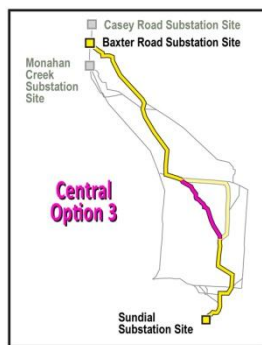 Casey Road Substation Site
Baxter Road Substation Site
Monahan
Creek
Substation
Site
Central
Option 3
Sundial
Substation Site